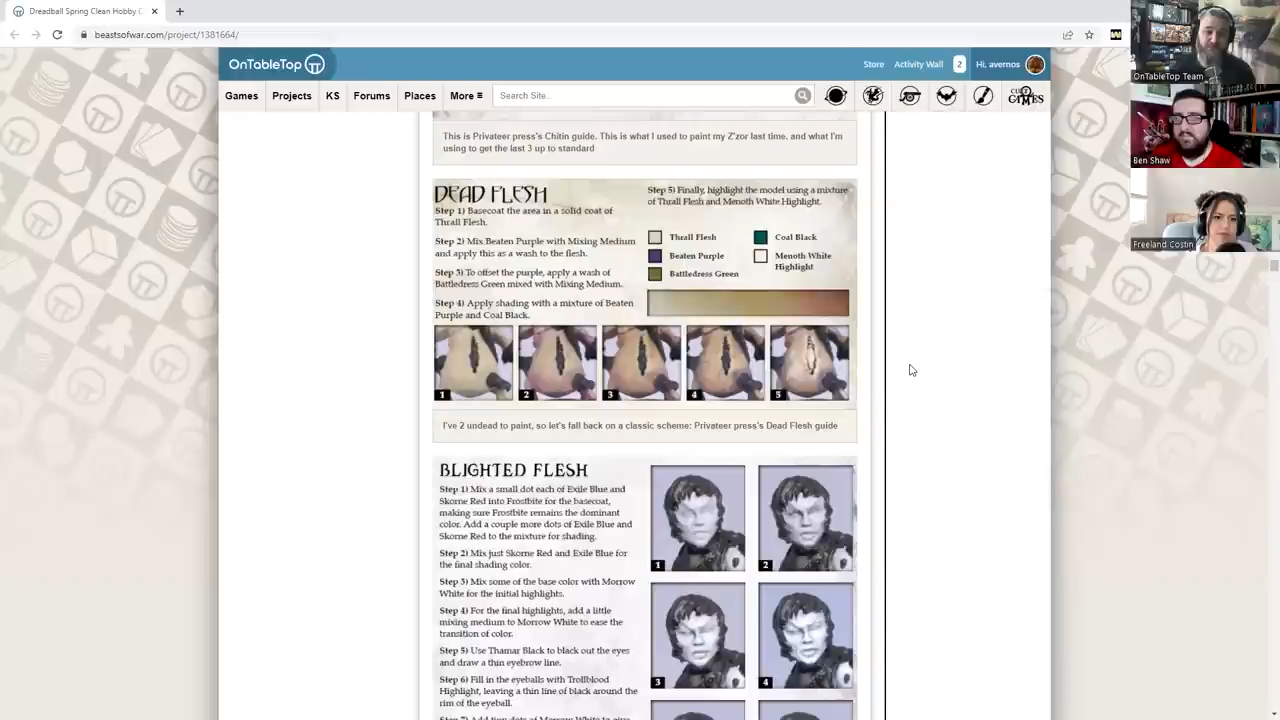 Dreadball Spring Clean Hobby C
beastsofwar.com/project/1381664/
OnTableTop
Store
Activity Wall
2
Hi, avernos
Games
Projects
KS
Forums
Places
More
Search Site...
GAMES
OnTableTop Team
Ben Shaw
Freeland Costin
This is Privateer press's Chitin guide. This is what I used to paint my Z'zor last time, and what I'm
using to get the last 3 up to standard
DEAD FLESH
Step 1) Basecoat the area in a solid coat of
Thrall Flesh.
Step 2) Mix Beaten Purple with Mixing Medium
and apply this as a wash to the flesh.
Step 3) To offset the purple, apply a wash of
Battledress Green mixed with Mixing Medium.
Step 4) Apply shading with a mixture of Beaten
Purple and Coal Black.
Step 5) Finally, highlight the model using a mixture
of Thrall Flesh and Menoth White Highlight.
Thrall Flesh
Beaten Purple
Battledress Green
Coal Black
Menoth White
Highlight
1
2
3
4
5
I've 2 undead to paint, so let's fall back on a classic scheme: Privateer press's Dead Flesh guide
BLIGHTED FLESH
Step 1) Mix a small dot each of Exile Blue and
Skorne Red into Frostbite for the basecoat,
making sure Frostbite remains the dominant
color. Add a couple more dots of Exile Blue and
Skorne Red to the mixture for shading.
Step 2) Mix just Skorne Red and Exile Blue for
the final shading color.
Step 3) Mix some of the base color with Morrow
White for the initial highlights.
Step 4) For the final highlights, add a little
mixing medium to Morrow White to ease the
transition of color.
Step 5) Use Thamar Black to black out the eyes
and draw a thin eyebrow line.
Step 6) Fill in the eyeballs with Trollblood
Highlight, leaving a thin line of black around the
rim of the eyeball.
Step 7) Add tiny dots of Morrow White to give
1
2
3
4